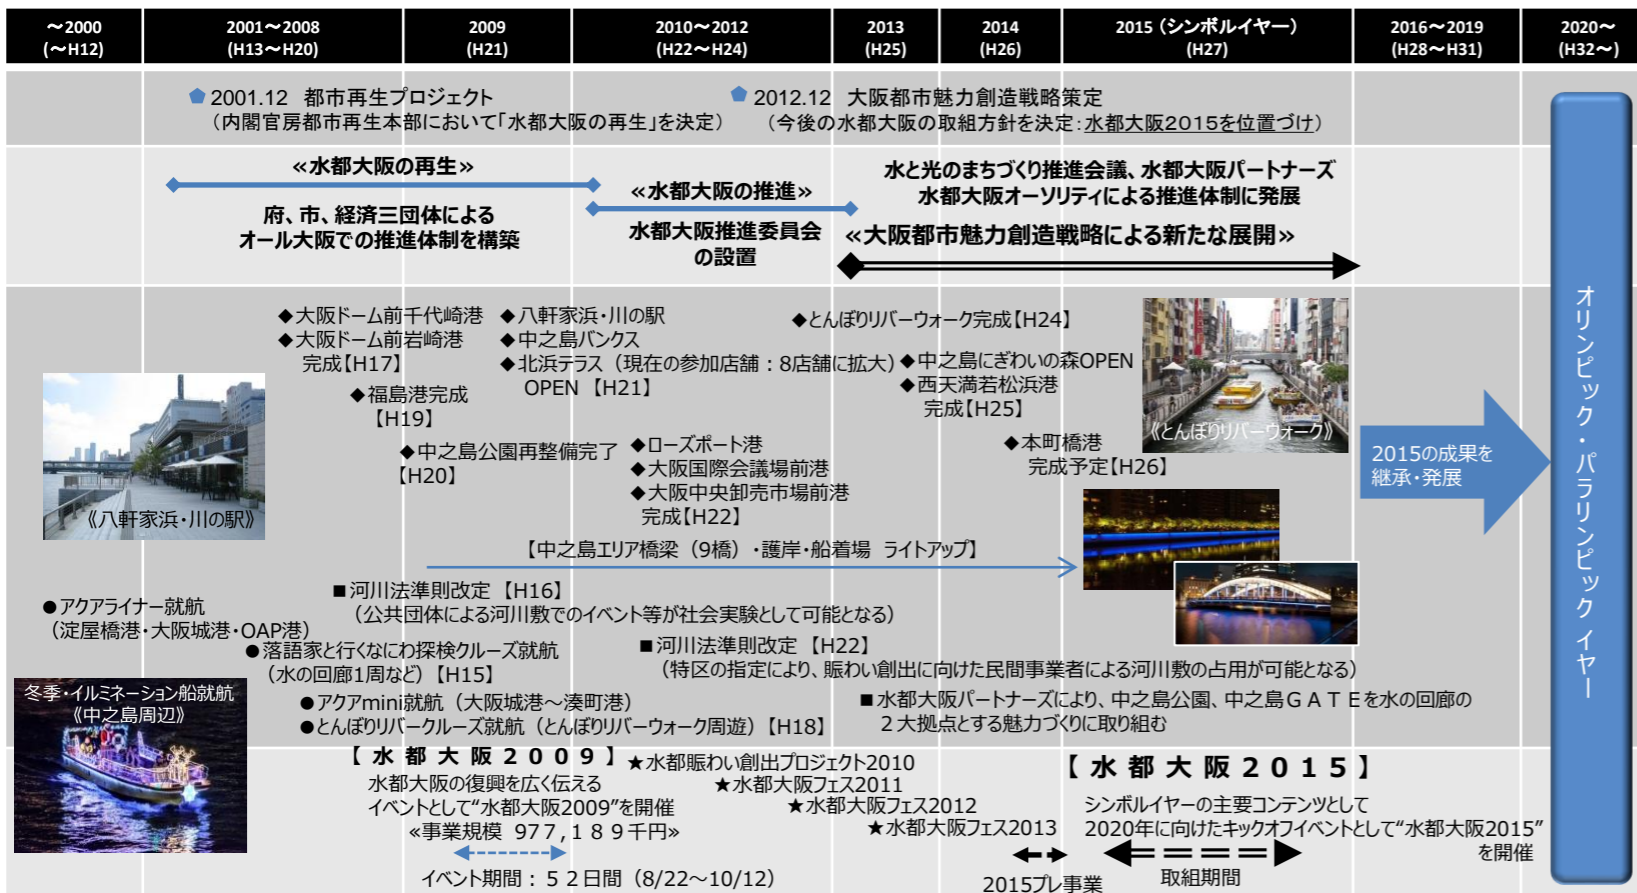 ～2000
(～H12)
2001～2008
(H13～H20)
2009
(H21)
2010～2012
(H22～H24)
2013
(H25)
2014
(H26)
2015 (シンボルイヤー)
(H27)
2016～2019
(H28～H31)
2020～
(H32～)
2001.12 都市再生プロジェクト
（内閣官房都市再生本部において「水都大阪の再生」を決定）
2012.12 大阪都市魅力創造戦略策定
（今後の水都大阪の取組方針を決定：水都大阪2015を位置づけ）
≪水都大阪の再生≫
府、市、経済三団体による
オール大阪での推進体制を構築
≪水都大阪の推進≫
水都大阪推進委員会
の設置
水と光のまちづくり推進会議、水都大阪パートナーズ
水都大阪オーソリティによる推進体制に発展
≪大阪都市魅力創造戦略による新たな展開≫
◆大阪ドーム前千代崎港
◆大阪ドーム前岩崎港
完成【H17】
◆福島港完成
【H19】
◆中之島公園再整備完了
【H20】
◆八軒家浜・川の駅
◆中之島バンクス
◆北浜テラス（現在の参加店舗：8店舗に拡大）
OPEN 【H21】
◆ローズポート港
◆大阪国際会議場前港
◆大阪中央卸売市場前港
完成【H22】
◆とんぼりリバーウォーク完成【H24】
◆中之島にぎわいの森OPEN
◆西天満若松浜港
完成【H25】
◆本町橋港
完成予定【H26】
《八軒家浜・川の駅》
《とんぼりリバーウォーク》
2015の成果を
継承・発展
オリンピック・パラリンピック イヤー
【中之島エリア橋梁（9橋）・護岸・船着場 ライトアップ】
■河川法準則改定 【H16】
（公共団体による河川敷でのイベント等が社会実験として可能となる）
●アクアライナー就航
（淀屋橋港・大阪城港・OAP港）
●落語家と行くなにわ探検クルーズ就航
（水の回廊1周など）【H15】
■河川法準則改定 【H22】
（特区の指定により、賑わい創出に向けた民間事業者による河川敷の占用が可能となる）
●アクアmini就航（大阪城港～湊町港）
●とんぼりリバークルーズ就航（とんぼりリバーウォーク周遊）【H18】
■水都大阪パートナーズにより、中之島公園、中之島ＧＡＴＥを水の回廊の
２大拠点とする魅力づくりに取り組む
冬季・イルミネーション船就航
《中之島周辺》
【水都大阪２００９】
水都大阪の復興を広く伝える
イベントとして“水都大阪2009”を開催
≪事業規模 ９７７,１８９千円≫
イベント期間：５２日間（8/22～10/12）
★水都賑わい創出プロジェクト2010
★水都大阪フェス2011
★水都大阪フェス2012
★水都大阪フェス2013
2015プレ事業
【水都大阪２０１５】
シンボルイヤーの主要コンテンツとして
2020年に向けたキックオフイベントとして“水都大阪2015”
を開催
取組期間